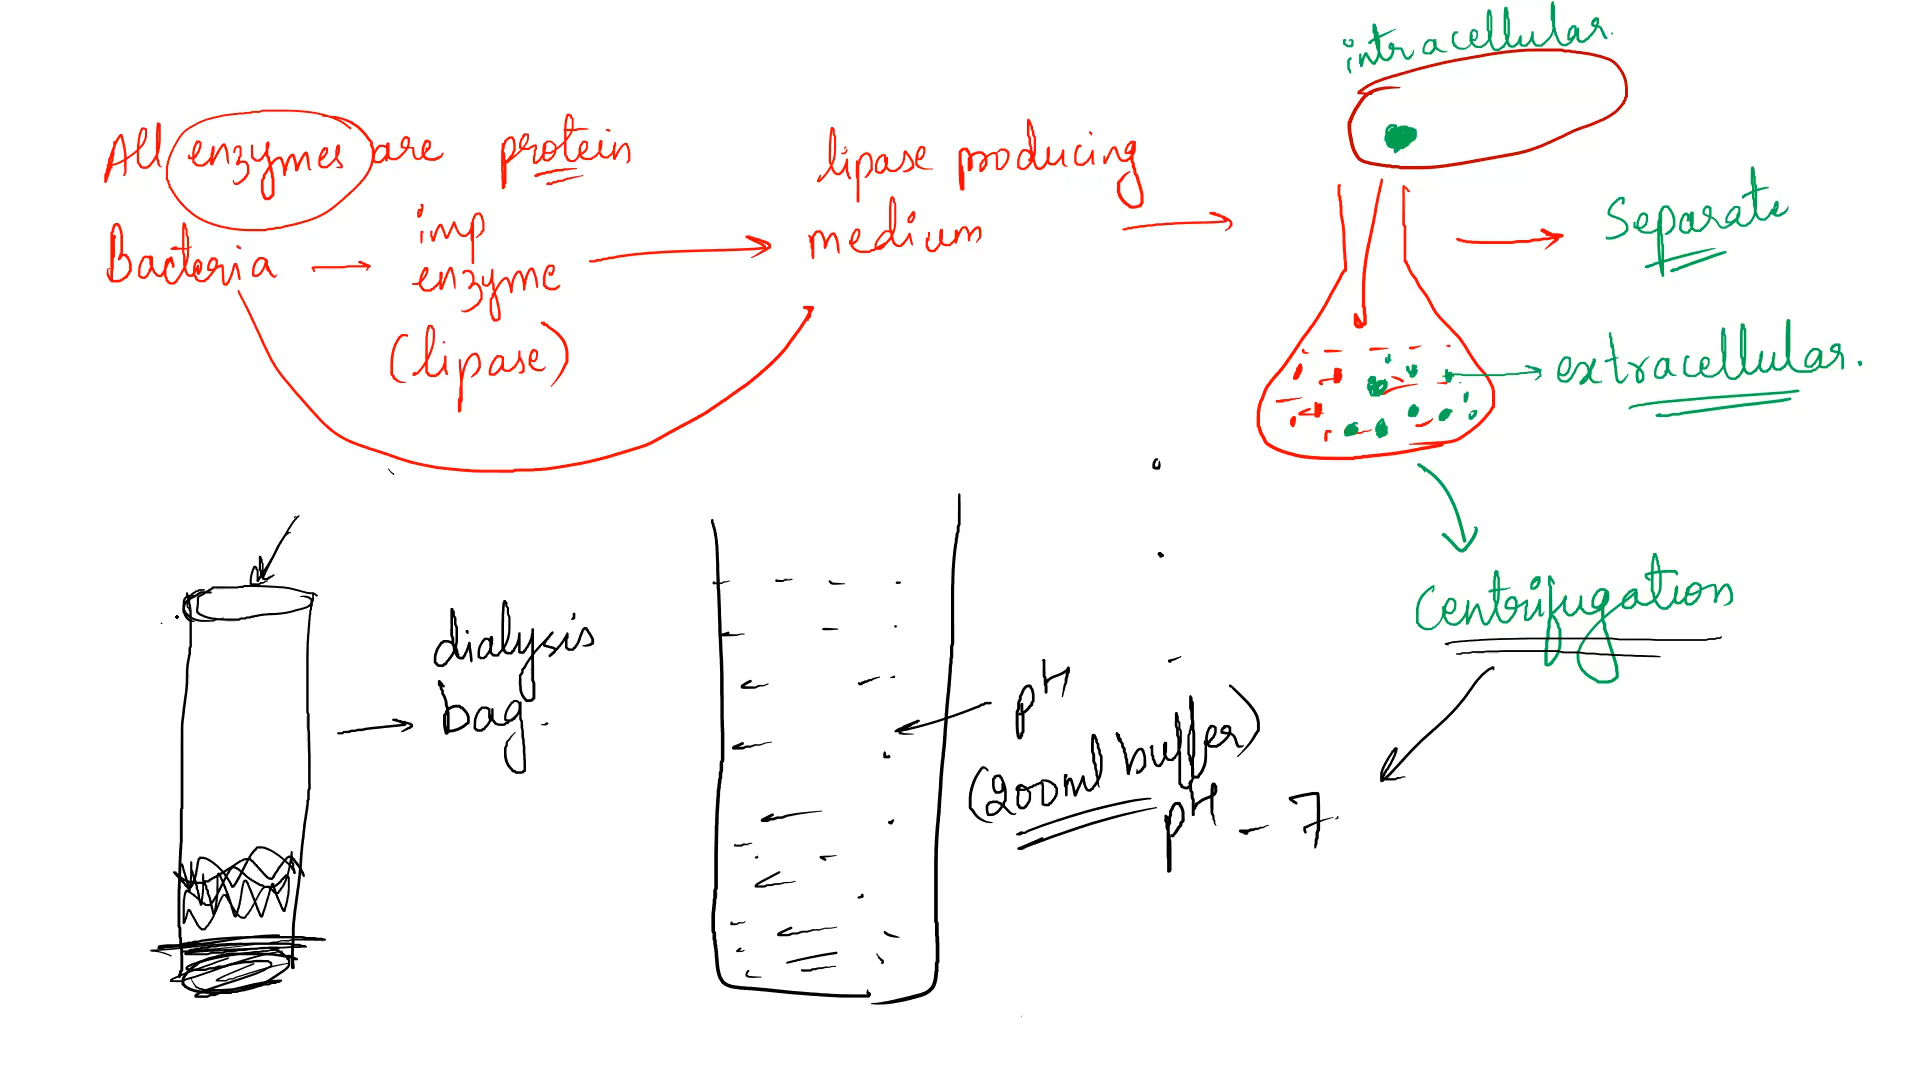 intracellular.
All enzymes are protein
Bacteria
imp
enzyme
(lipase)
lipase producing
medium
Separate
extracellular.
Centrifugation
dialysis
bag.
pH
(200ml buffer)
pH - 7